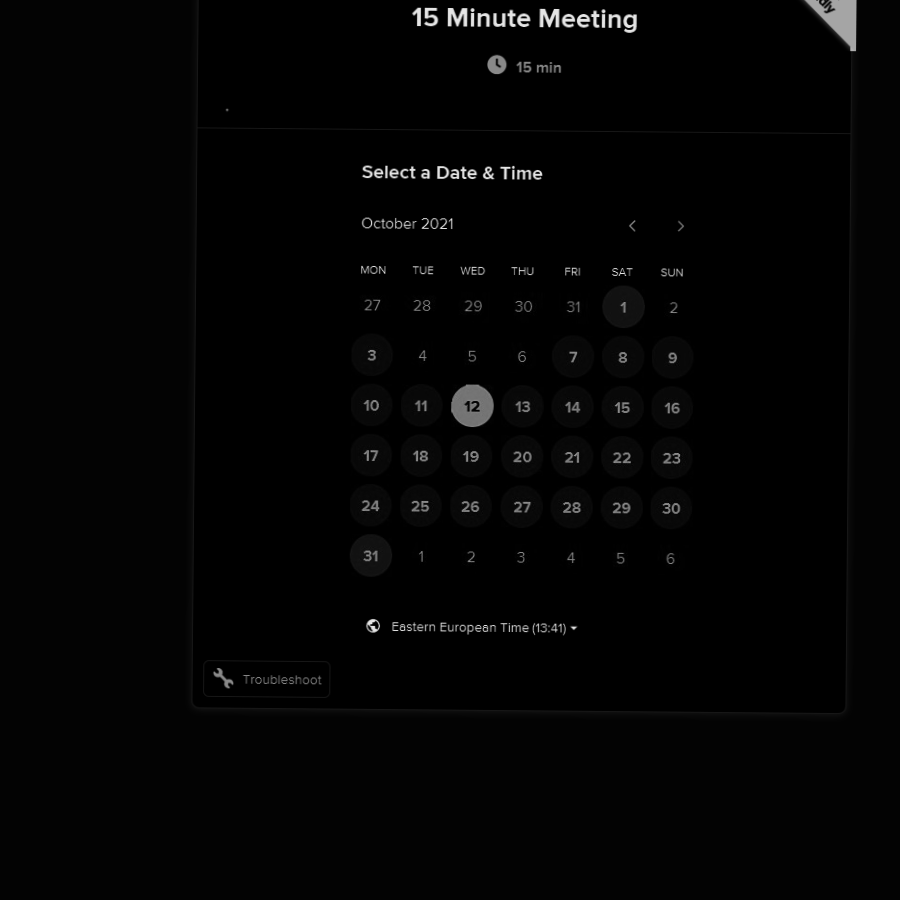 15 Minute Meeting
15 min
Select a Date & Time
October 2021
MON TUE WED THU FRI SAT SUN
27 28 29 30 31 1 2
3 4 5 6 7 8 9
10 11 12 13 14 15 16
17 18 19 20 21 22 23
24 25 26 27 28 29 30
31 1 2 3 4 5 6
Eastern European Time (13:41)
Troubleshoot